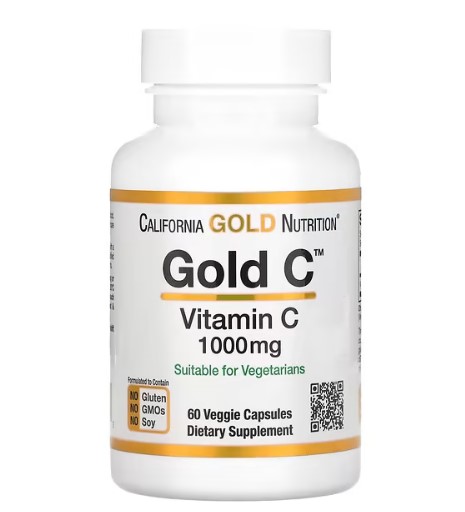 CALIFORNIA GOLD NUTRITION®
Gold C™
Vitamin C
1000mg
Suitable for Vegetarians
Formulated to Contain
NO Gluten
NO GMOs
NO Soy
60 Veggie Capsules
Dietary Supplement